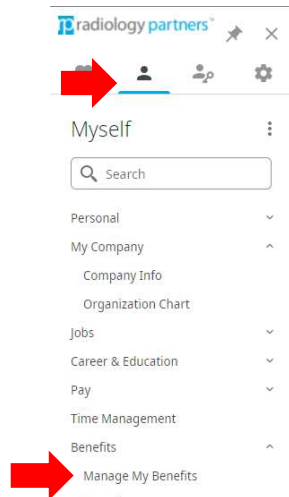 radiology partners
Myself
Search
Personal
My Company
Company Info
Organization Chart
Jobs
Career & Education
Pay
Time Management
Benefits
Manage My Benefits